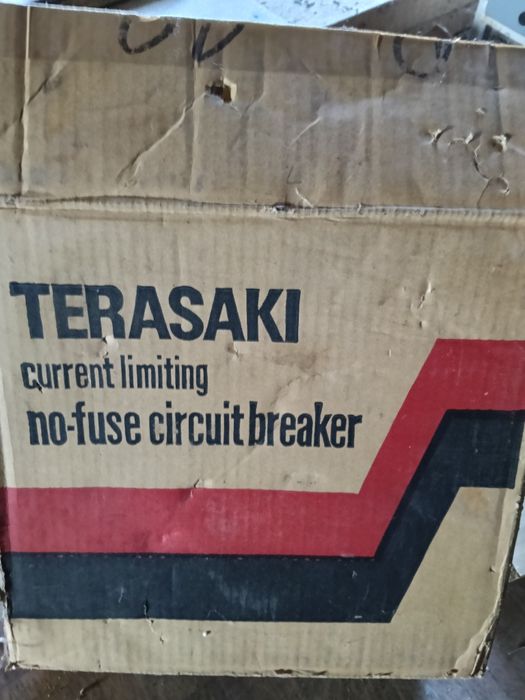 TERASAKI
current limiting
no-fuse circuit breaker